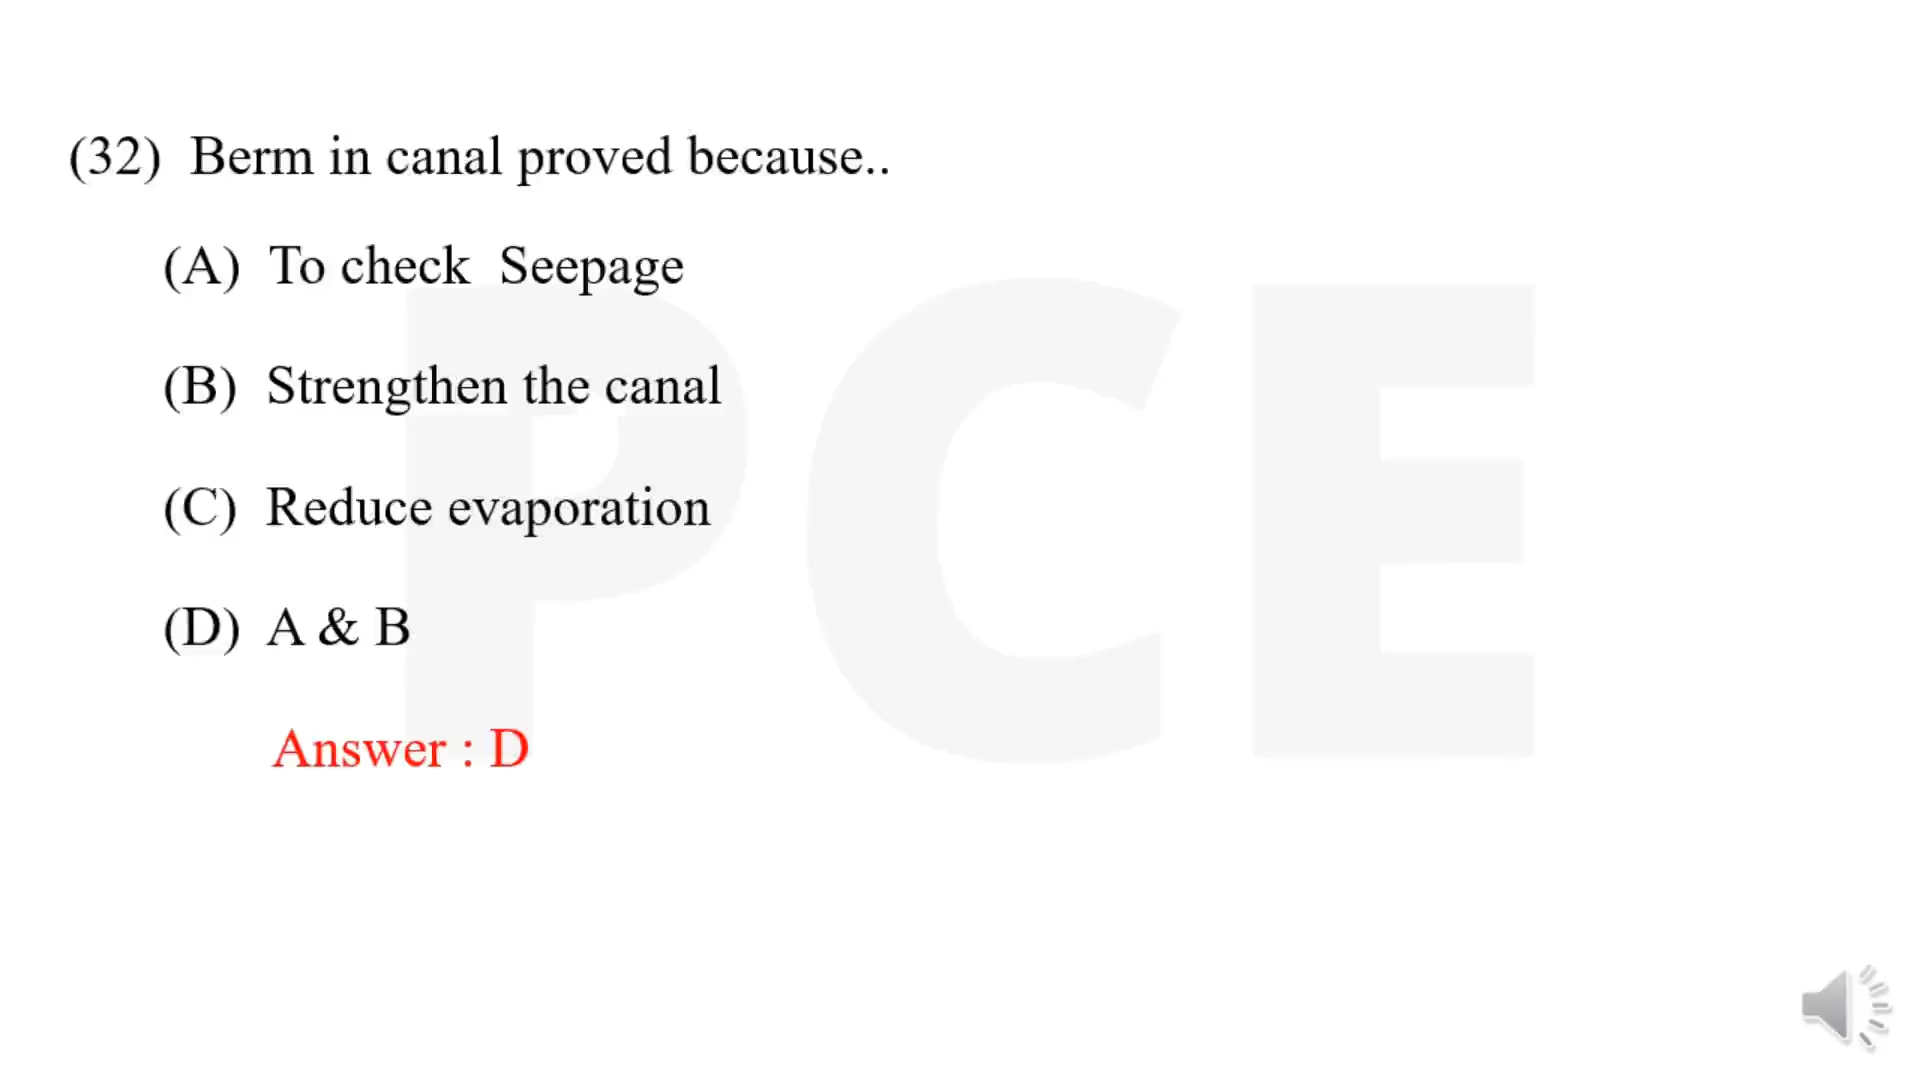 (32) Berm in canal proved because..
(A) To check Seepage
(B) Strengthen the canal
(C) Reduce evaporation
(D) A & B
Answer : D
PCE